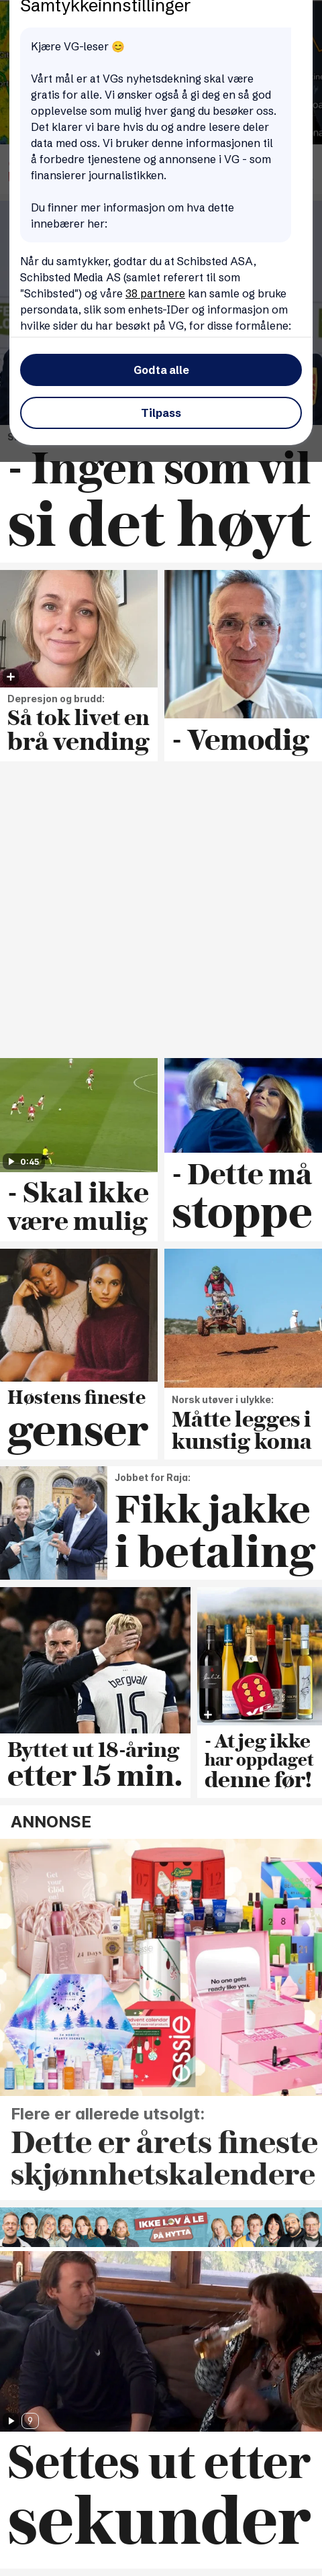 Samtykkeinnstillinger
Kjære VG-leser 😊
Vårt mål er at VGs nyhetsdekning skal være
gratis for alle. Vi ønsker også å gi deg en så god
opplevelse som mulig hver gang du besøker oss.
Det klarer vi bare hvis du og andre lesere deler
data med oss. Vi bruker denne informasjonen til
å forbedre tjenestene og annonsene i VG - som
finansierer journalistikken.
Du finner mer informasjon om hva dette
innebærer her:
Når du samtykker, godtar du at Schibsted ASA,
Schibsted Media AS (samlet referert til som
"Schibsted") og våre 38 partnere kan samle og bruke
persondata, slik som enhets-IDer og informasjon om
hvilke sider du har besøkt på VG, for disse formålene:
Godta alle
Tilpass
- Ingen som vil
si det høyt
Depresjon og brudd:
Så tok livet en
brå vending
- Vemodig
0:45
- Skal ikke
være mulig
- Dette må
stoppe
Høstens fineste
genser
Norsk utøver i ulykke:
Måtte legges i
kunstig koma
Jobbet for Raja:
Fikk jakke
i betaling
bergvall
15
Byttet ut 18-åring
etter 15 min.
- At jeg ikke
har oppdaget
denne før!
ANNONSE
No one gets
ready like you.
essie
Flere er allerede utsolgt:
Dette er årets fineste
skjønnhetskalendere
IKKE LOV Å LE
PÅ HYTTA
9
Settes ut etter
sekunder